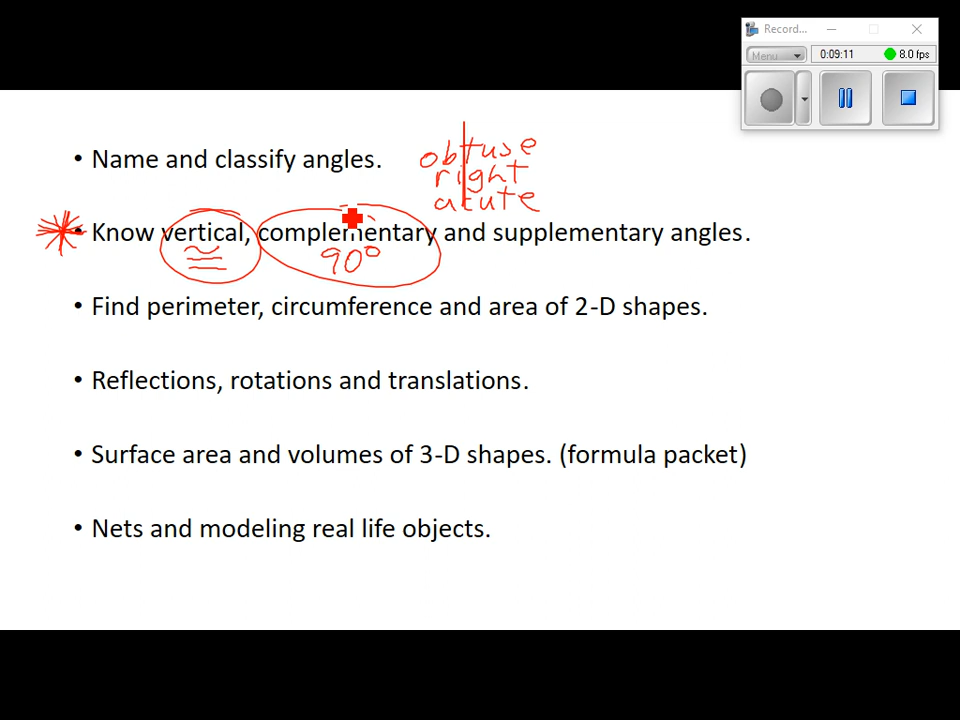 Record...
Menu
0:09:11
8.0 fps
• Name and classify angles.
obtuse
right
acute
• Know vertical, complementary and supplementary angles.
≅
90°
• Find perimeter, circumference and area of 2-D shapes.
• Reflections, rotations and translations.
• Surface area and volumes of 3-D shapes. (formula packet)
• Nets and modeling real life objects.